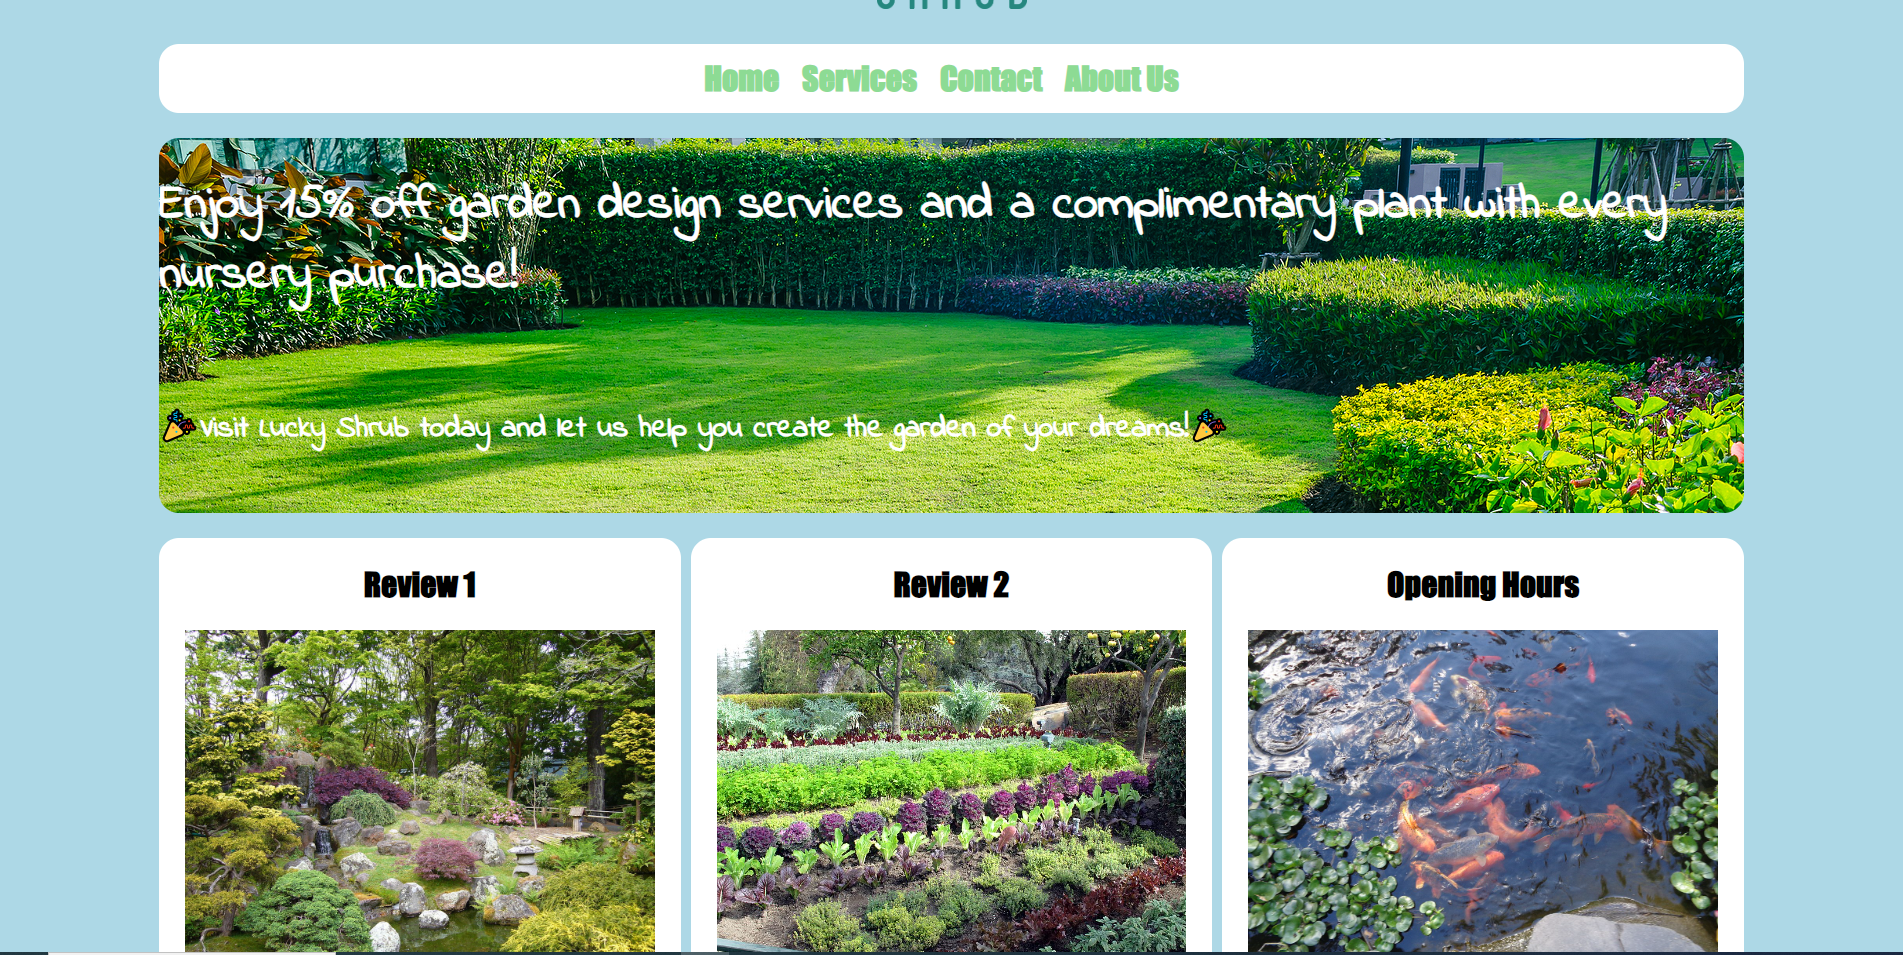 Home Services Contact About Us
Enjoy 15% off garden design services and a complimentary plant with every
nursery purchase!
🎉Visit Lucky Shrub today and let us help you create the garden of your dreams!🎉
Review 1
Review 2
Opening Hours